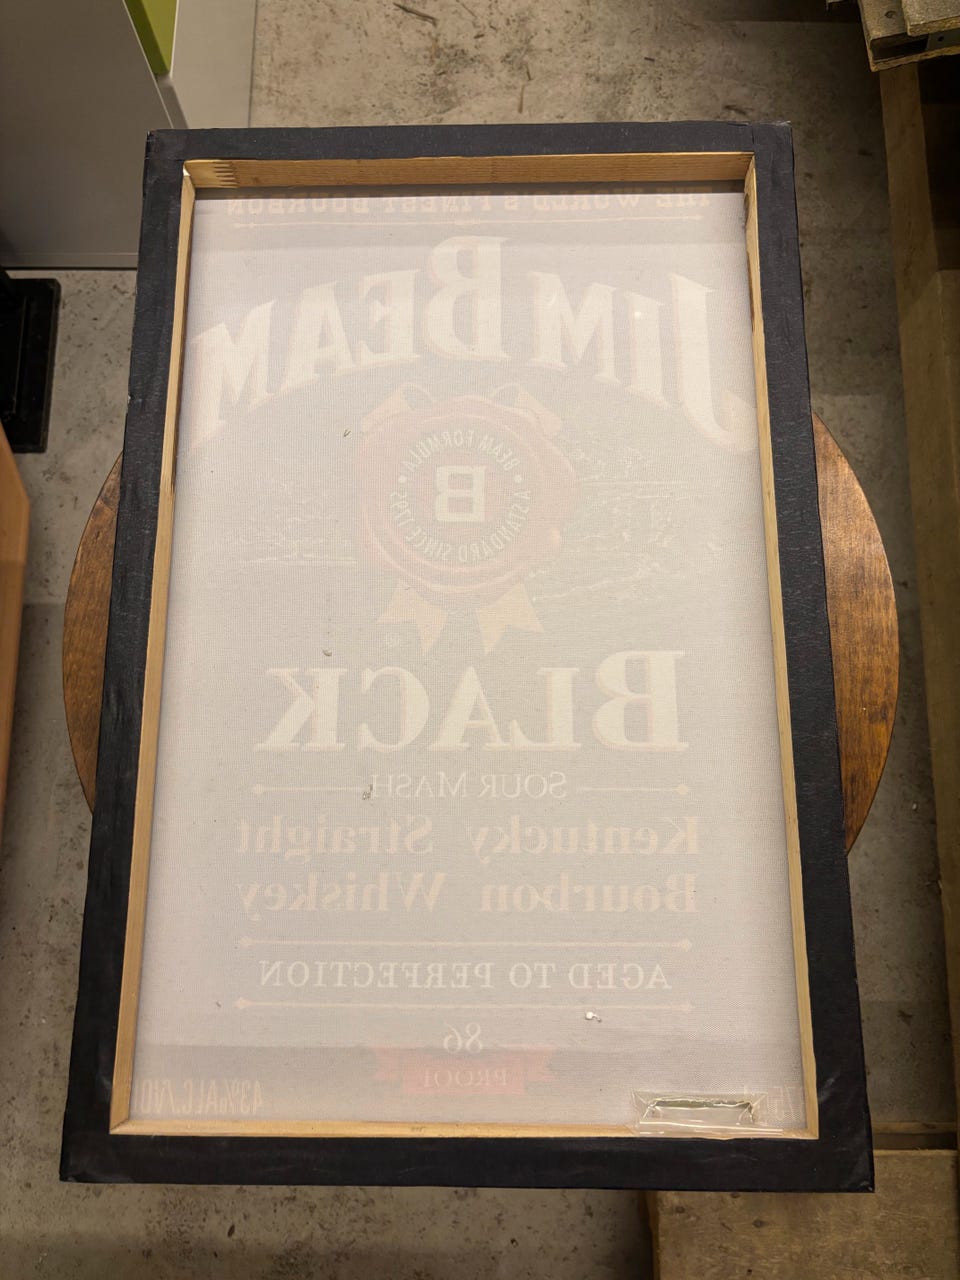 THE WORLD'S FINEST BOURBON
JIM BEAM
BEAM FORMULA
• A STANDARD SINCE 1795 •
B
BLACK
SOUR MASH
Kentucky Straight
Bourbon Whiskey
AGED TO PERFECTION
86
PROOF
43%ALC./VO